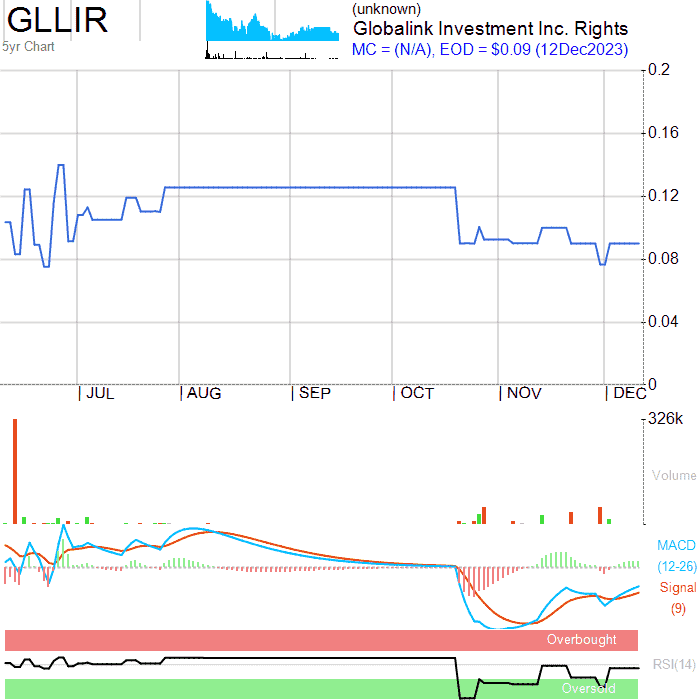 GLLIR
5yr Chart
(unknown)
Globalink Investment Inc. Rights
MC = (N/A), EOD = $0.09 (12Dec2023)
0.2
0.16
0.12
0.08
0.04
0
| JUL | AUG | SEP | OCT | NOV | DEC
326k
Volume
MACD
(12-26)
Signal
(9)
Overbought
RSI(14)
Oversold